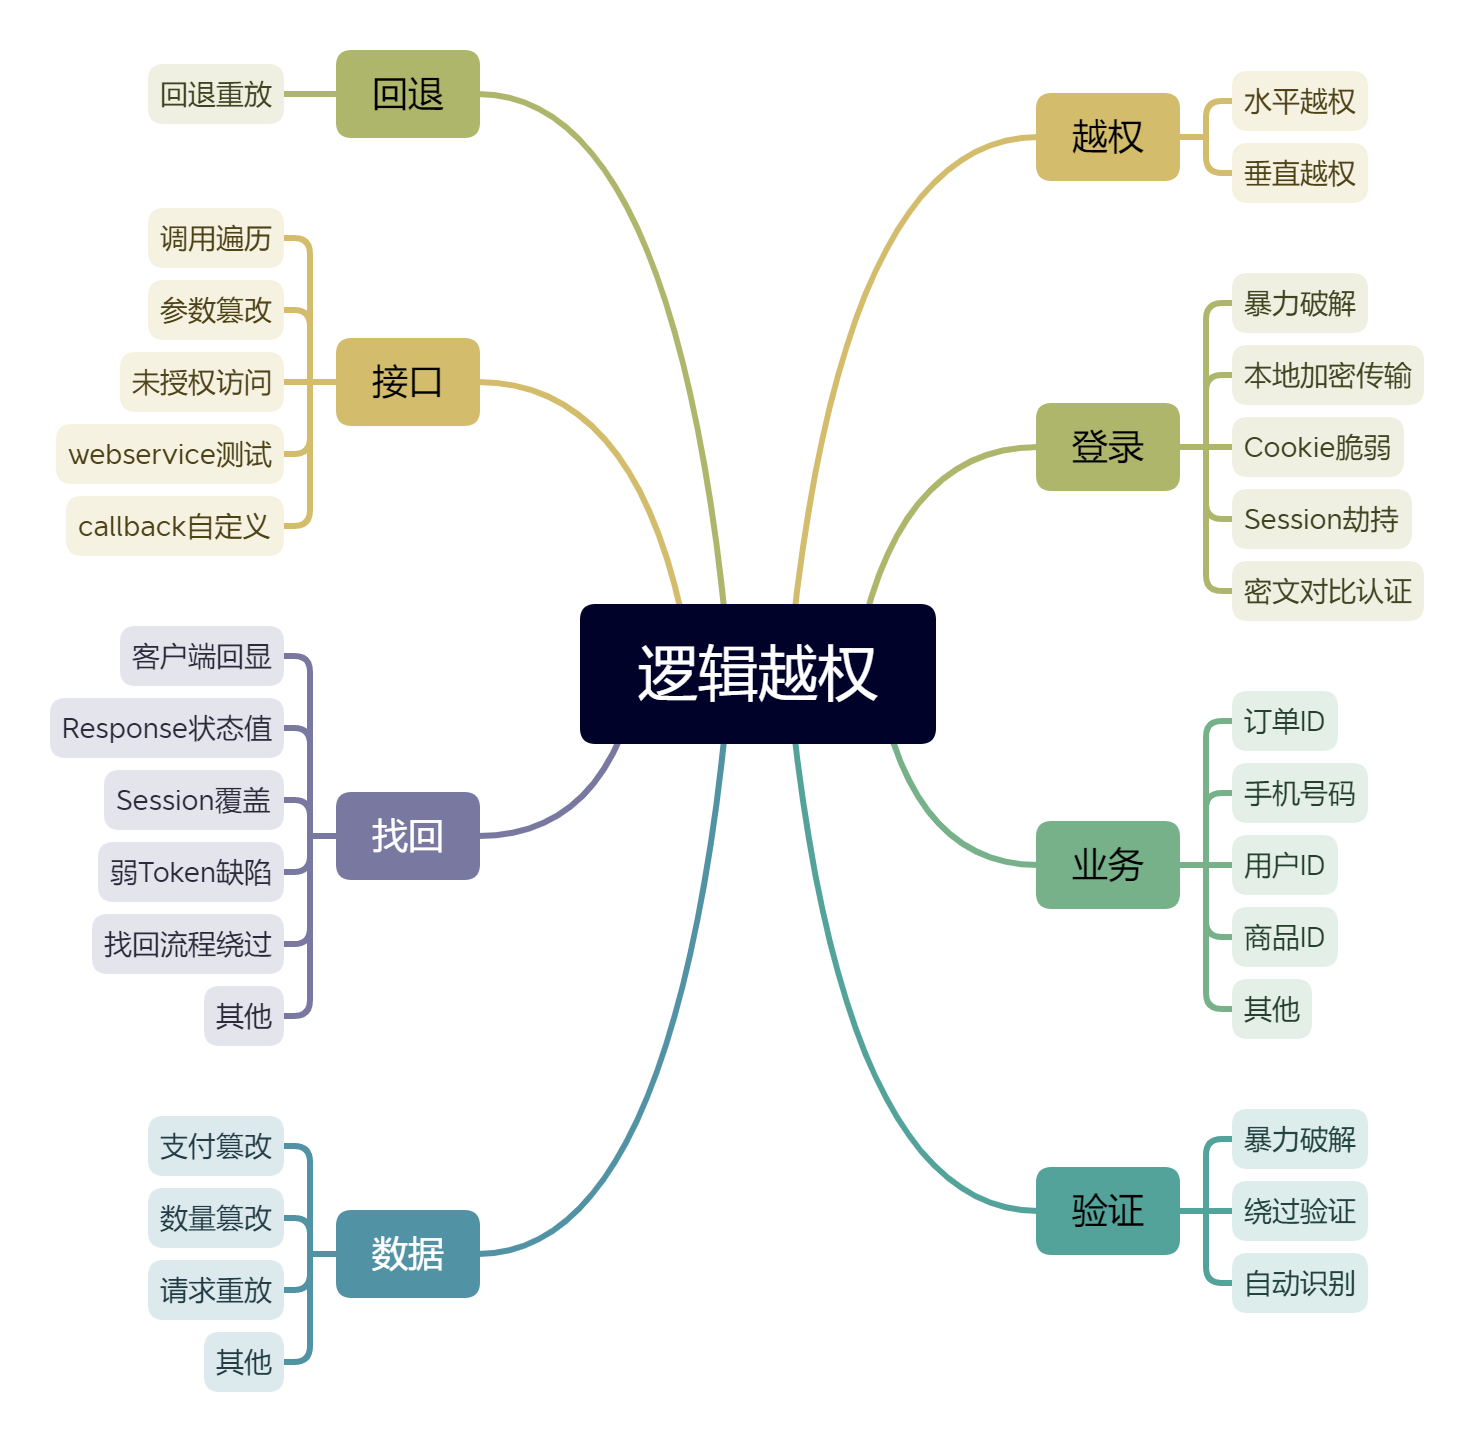 逻辑越权
越权
水平越权
垂直越权
登录
暴力破解
本地加密传输
Cookie脆弱
Session劫持
密文对比认证
业务
订单ID
手机号码
用户ID
商品ID
其他
验证
暴力破解
绕过验证
自动识别
回退
回退重放
接口
调用遍历
参数篡改
未授权访问
webservice测试
callback自定义
找回
客户端回显
Response状态值
Session覆盖
弱Token缺陷
找回流程绕过
其他
数据
支付篡改
数量篡改
请求重放
其他